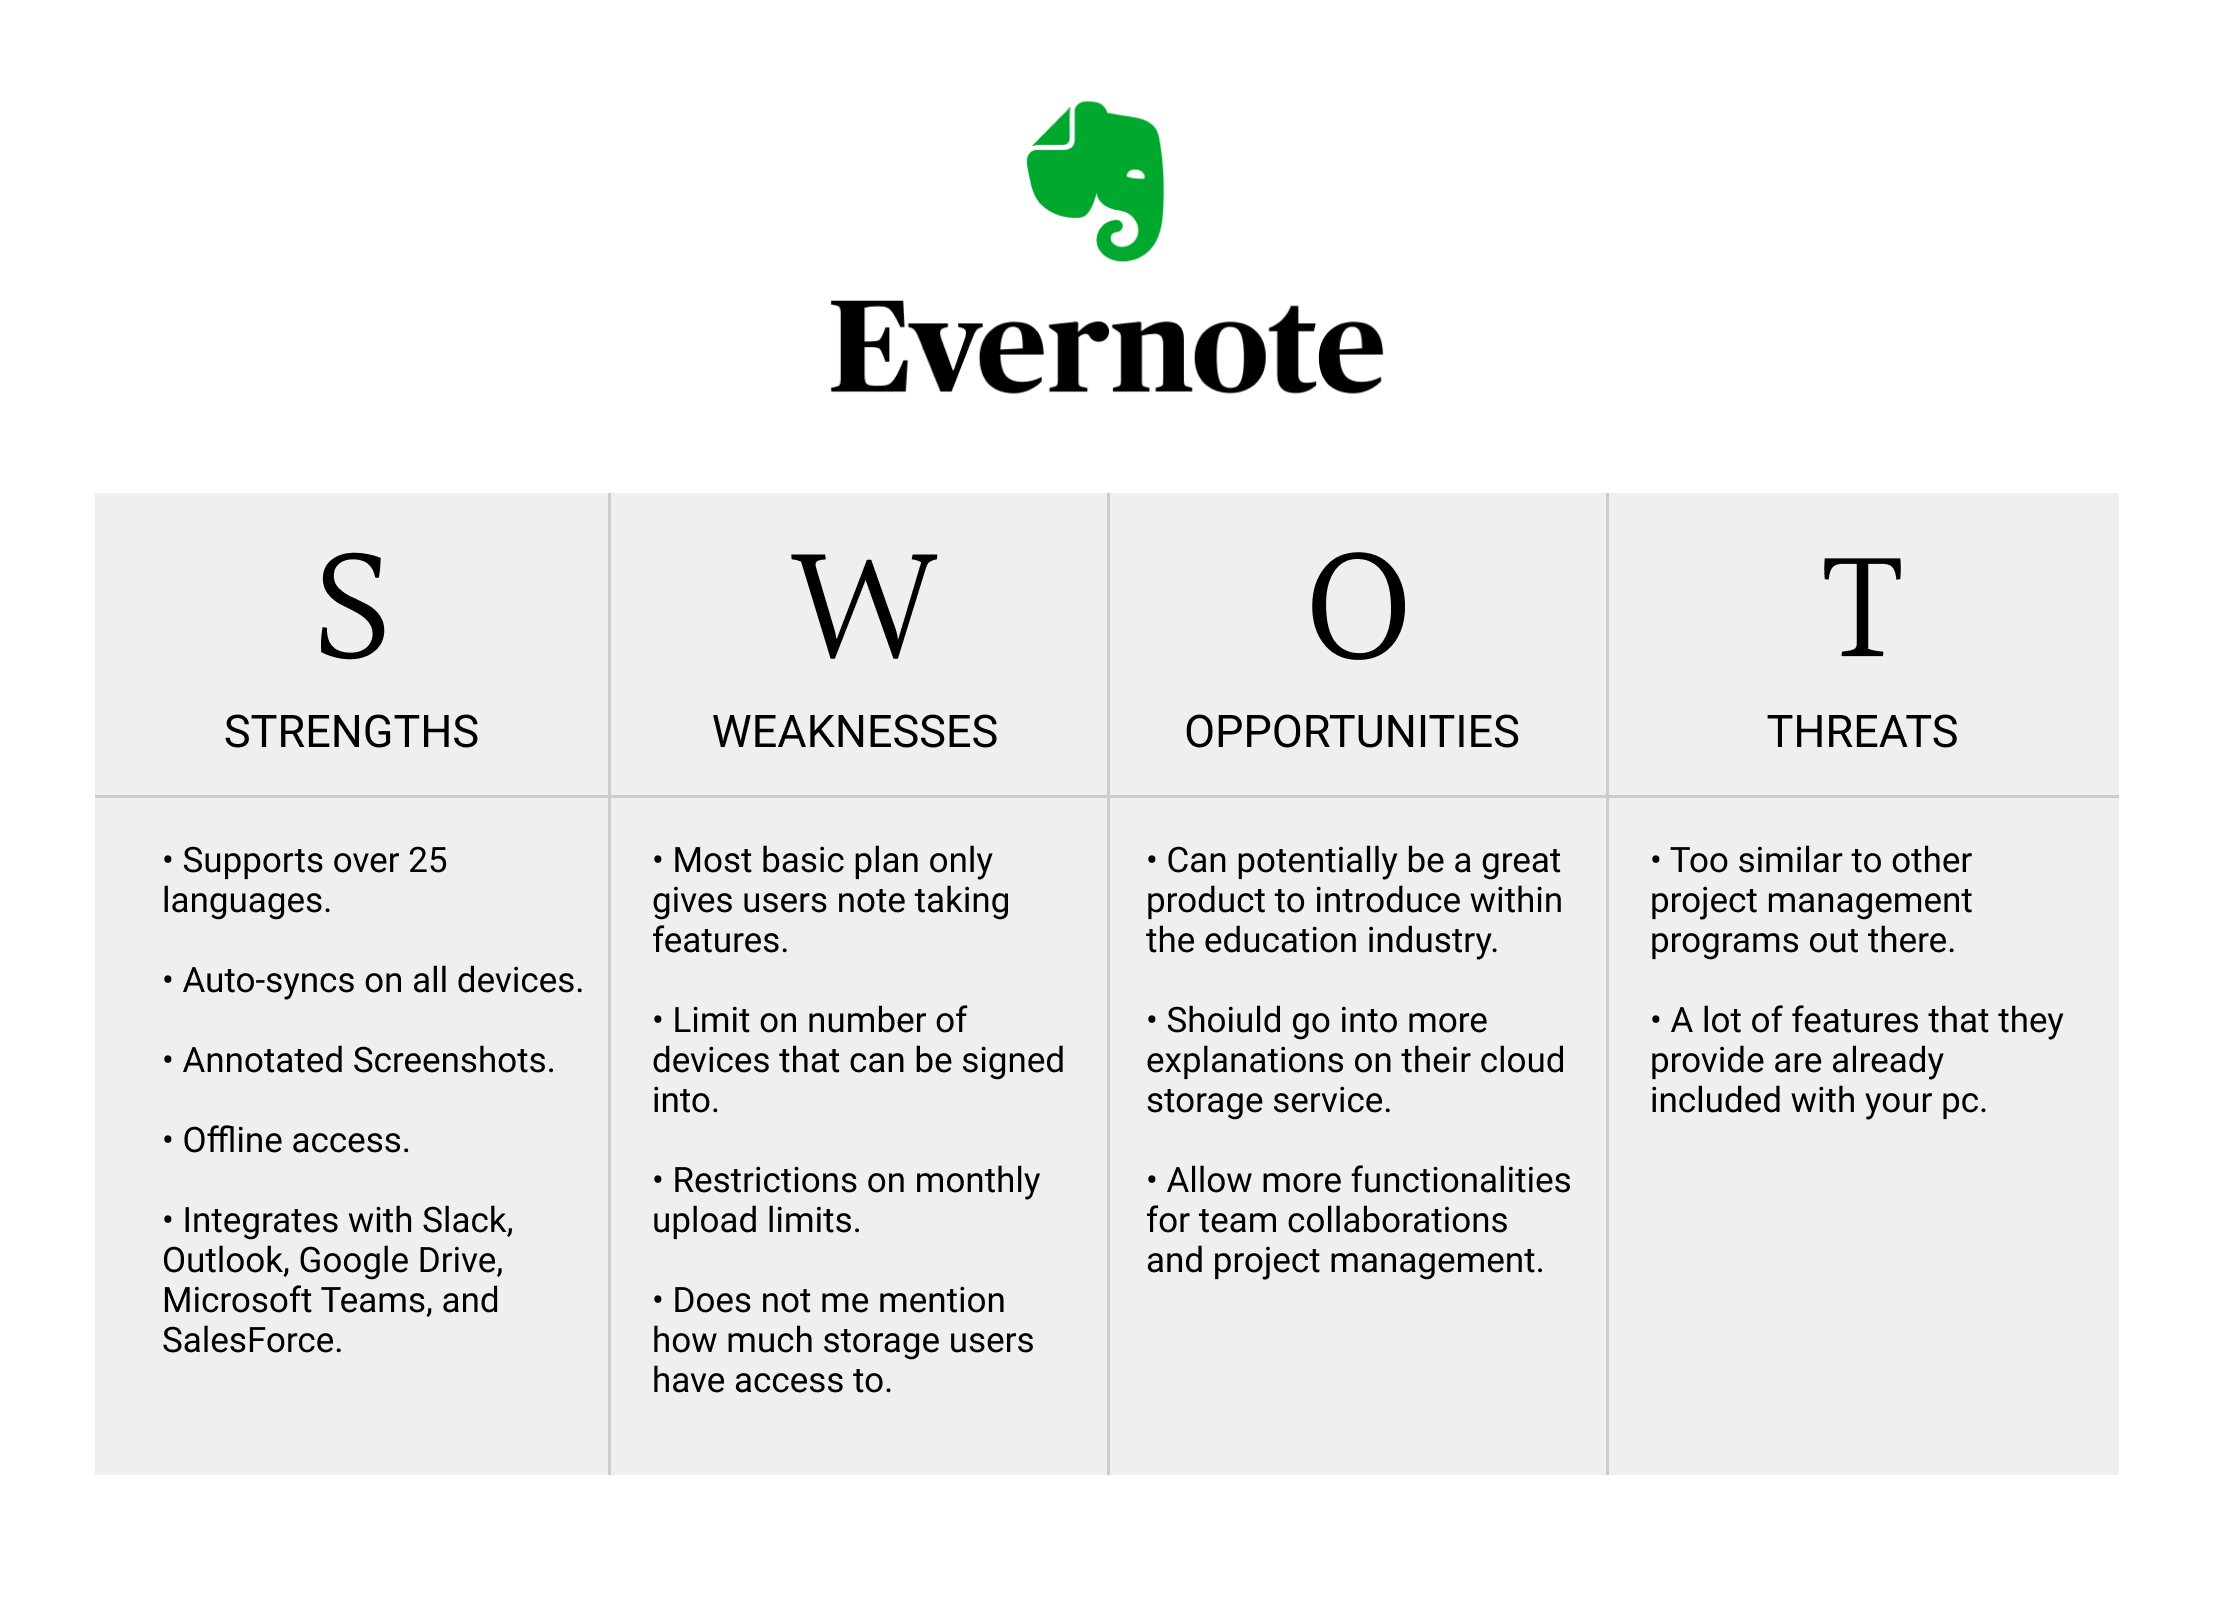 Evernote
S
STRENGTHS
• Supports over 25
languages.
• Auto-syncs on all devices.
• Annotated Screenshots.
• Offline access.
• Integrates with Slack,
Outlook, Google Drive,
Microsoft Teams, and
SalesForce.
W
WEAKNESSES
• Most basic plan only
gives users note taking
features.
• Limit on number of
devices that can be signed
into.
• Restrictions on monthly
upload limits.
• Does not me mention
how much storage users
have access to.
O
OPPORTUNITIES
• Can potentially be a great
product to introduce within
the education industry.
• Shoiuld go into more
explanations on their cloud
storage service.
• Allow more functionalities
for team collaborations
and project management.
T
THREATS
• Too similar to other
project management
programs out there.
• A lot of features that they
provide are already
included with your pc.